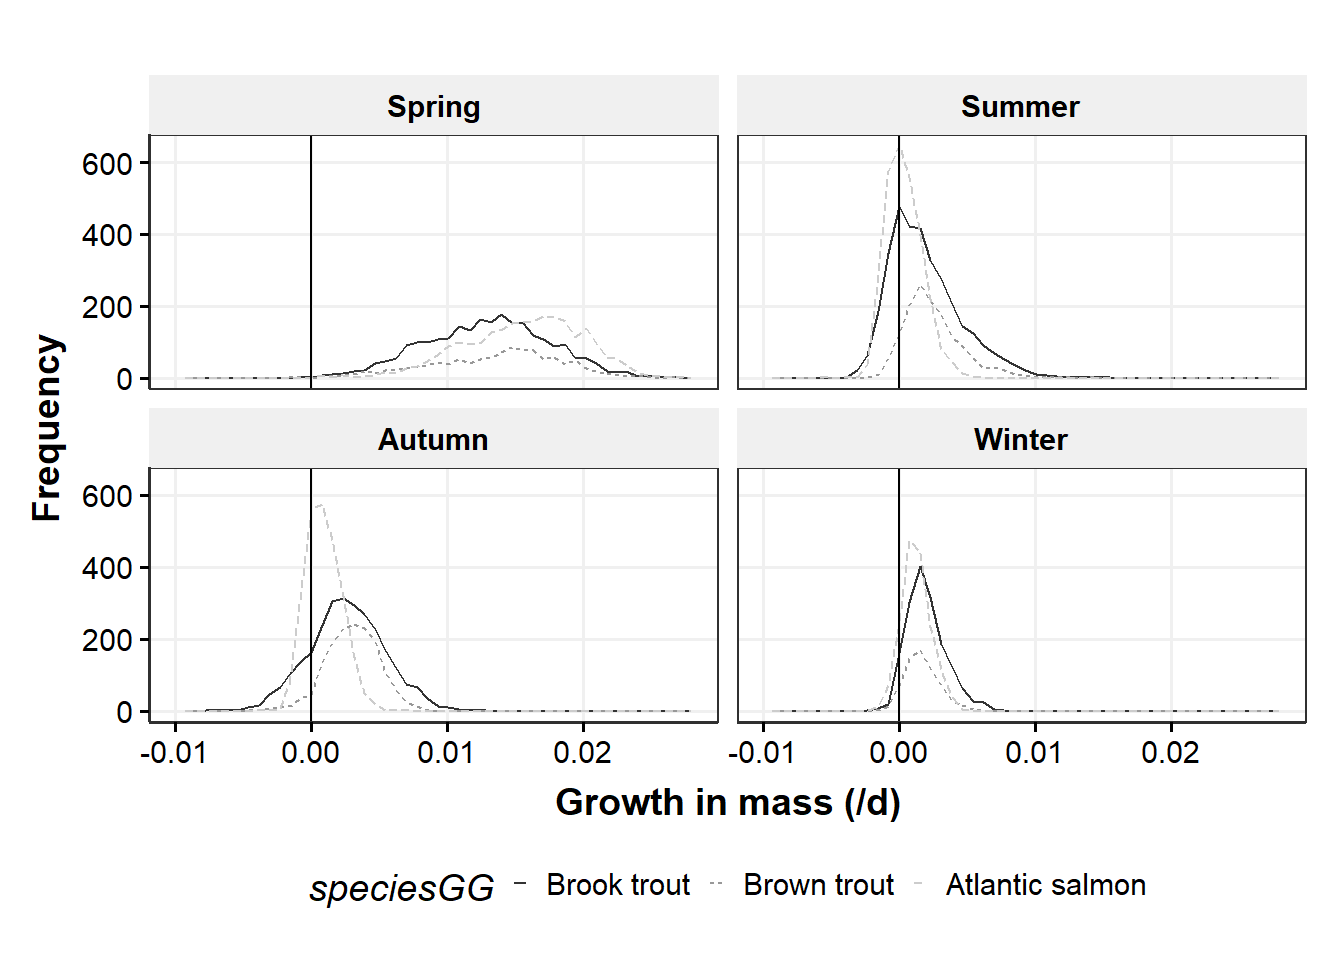 Spring
Summer
600
400
200
0
Autumn
Winter
600
400
200
0
-0.01 0.00 0.01 0.02
-0.01 0.00 0.01 0.02
Frequency
Growth in mass (/d)
speciesGG Brook trout Brown trout Atlantic salmon